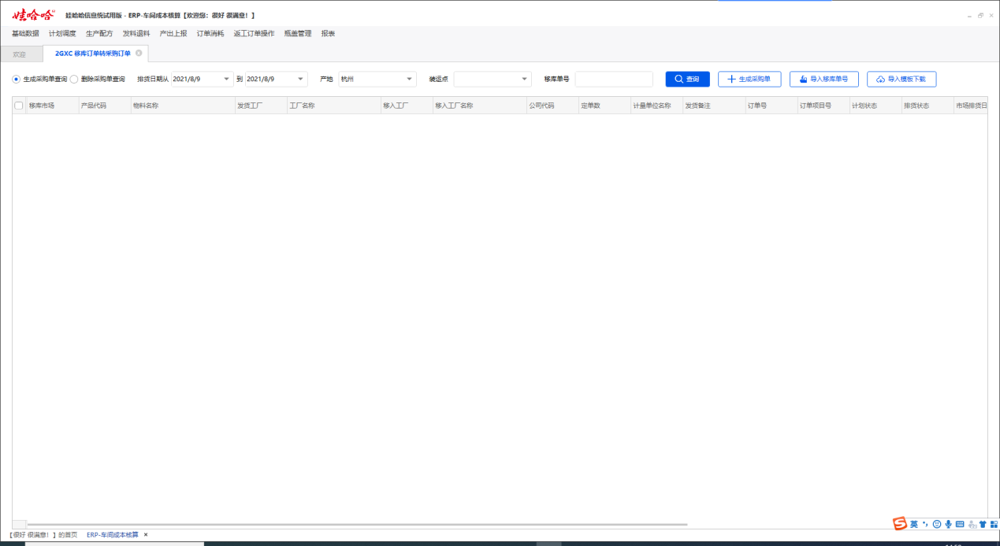 娃哈哈 娃哈哈信息统试用版 - ERP-车间成本核算【欢迎您：很好 很满意！】
基础数据 计划调度 生产配方 发料退料 产出上报 订单消耗 返工订单操作 瓶盖管理 报表
欢迎 2GXC 移库订单转采购订单
生成采购单查询 删除采购单查询 排货日期从 2021/8/9 到 2021/8/9 产地 杭州 装运点 移库单号 查询 生成采购单 导入移库单号 导入模板下载
移库市场 产品代码 物料名称 发货工厂 工厂名称 移入工厂 移入工厂名称 公司代码 定单数 计量单位名称 发货备注 订单号 订单项目号 计划状态 排货状态 市场排货日
英
【很好 很满意！】的首页 ERP-车间成本核算 ×